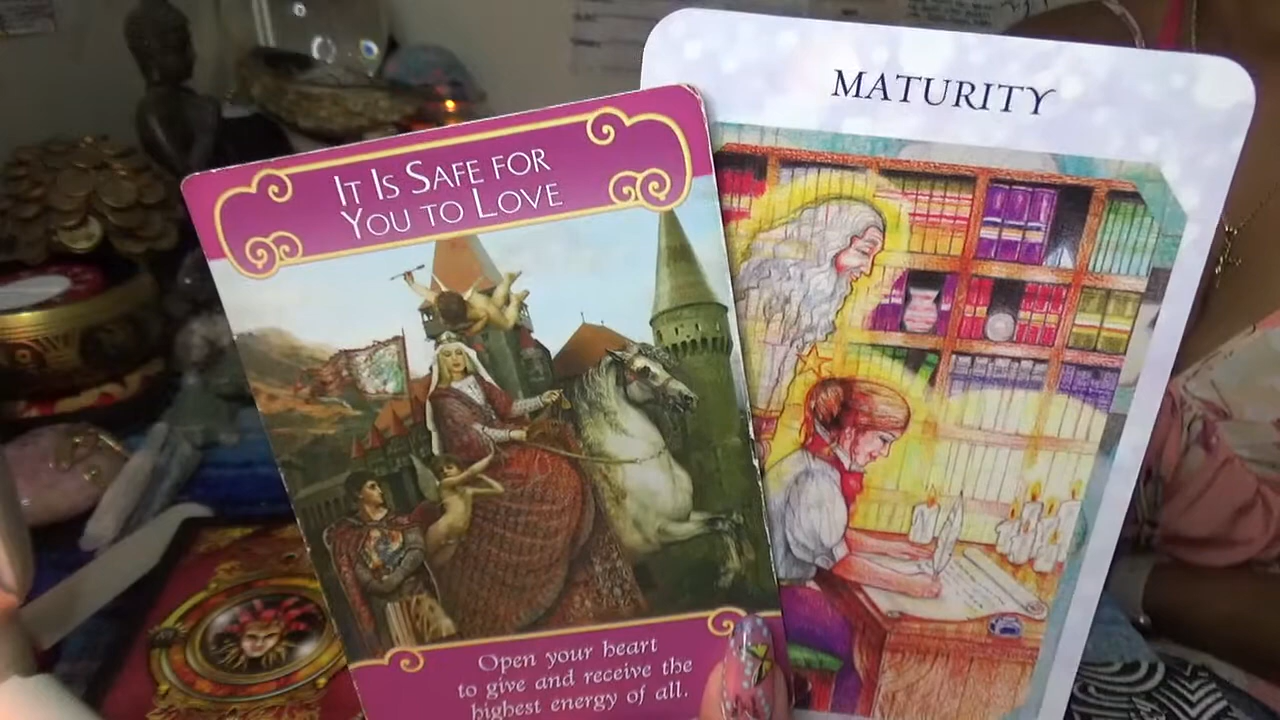 IT IS SAFE FOR
YOU TO LOVE
Open your heart
to give and receive the
highest energy of all.
MATURITY